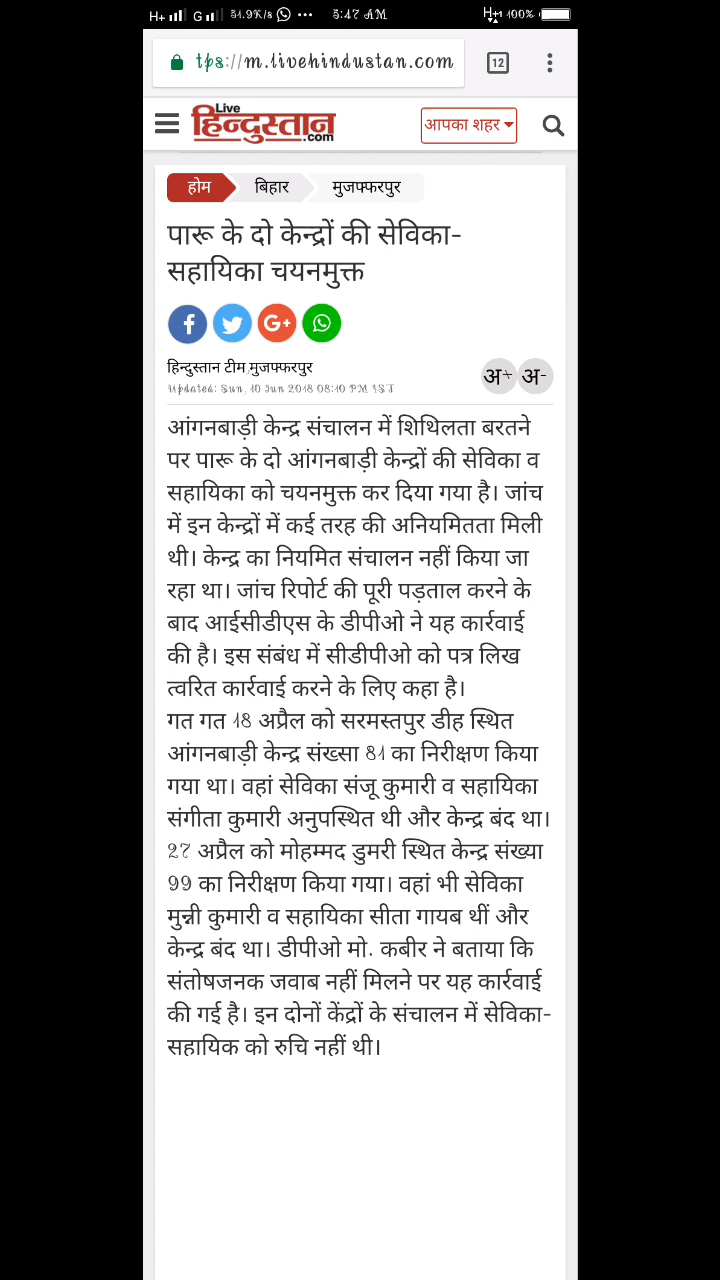 H+ G 51.9K/s ... 5:47 AM H+1 100%
tps://m.livehindustan.com 12
Live
हिन्दुस्तान
.com
आपका शहर
होम बिहार मुजफ्फरपुर
पारू के दो केन्द्रों की सेविका-
सहायिका चयनमुक्त
f G+
हिन्दुस्तान टीम,मुजफ्फरपुर
Updated: Sun, 10 Jun 2018 08:10 PM IST
अ+ अ-
आंगनबाड़ी केन्द्र संचालन में शिथिलता बरतने
पर पारू के दो आंगनबाड़ी केन्द्रों की सेविका व
सहायिका को चयनमुक्त कर दिया गया है। जांच
में इन केन्द्रों में कई तरह की अनियमितता मिली
थी। केन्द्र का नियमित संचालन नहीं किया जा
रहा था। जांच रिपोर्ट की पूरी पड़ताल करने के
बाद आईसीडीएस के डीपीओ ने यह कार्रवाई
की है। इस संबंध में सीडीपीओ को पत्र लिख
त्वरित कार्रवाई करने के लिए कहा है।
गत गत 18 अप्रैल को सरमस्तपुर डीह स्थित
आंगनबाड़ी केन्द्र संख्सा 81 का निरीक्षण किया
गया था। वहां सेविका संजू कुमारी व सहायिका
संगीता कुमारी अनुपस्थित थी और केन्द्र बंद था।
27 अप्रैल को मोहम्मद डुमरी स्थित केन्द्र संख्या
99 का निरीक्षण किया गया। वहां भी सेविका
मुन्नी कुमारी व सहायिका सीता गायब थीं और
केन्द्र बंद था। डीपीओ मो. कबीर ने बताया कि
संतोषजनक जवाब नहीं मिलने पर यह कार्रवाई
की गई है। इन दोनों केंद्रों के संचालन में सेविका-
सहायिक को रुचि नहीं थी।